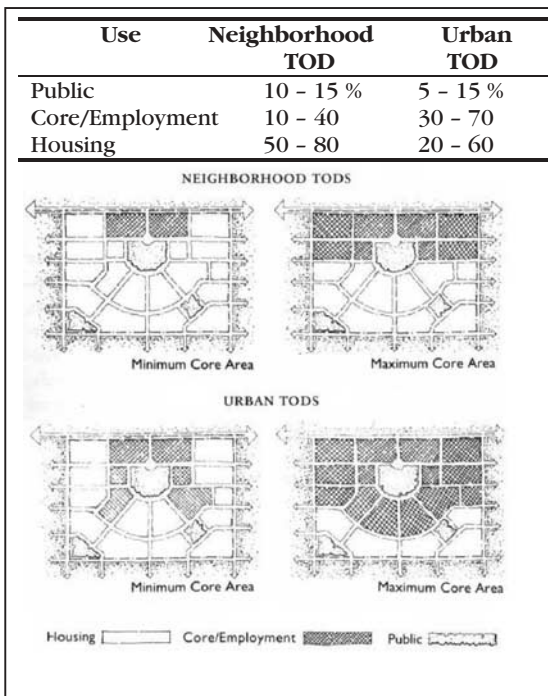 Use Neighborhood TOD Urban TOD
Public 10 – 15 % 5 – 15 %
Core/Employment 10 – 40 30 – 70
Housing 50 – 80 20 – 60
NEIGHBORHOOD TODS
Minimum Core Area Maximum Core Area
URBAN TODS
Minimum Core Area Maximum Core Area
Housing Core/Employment Public